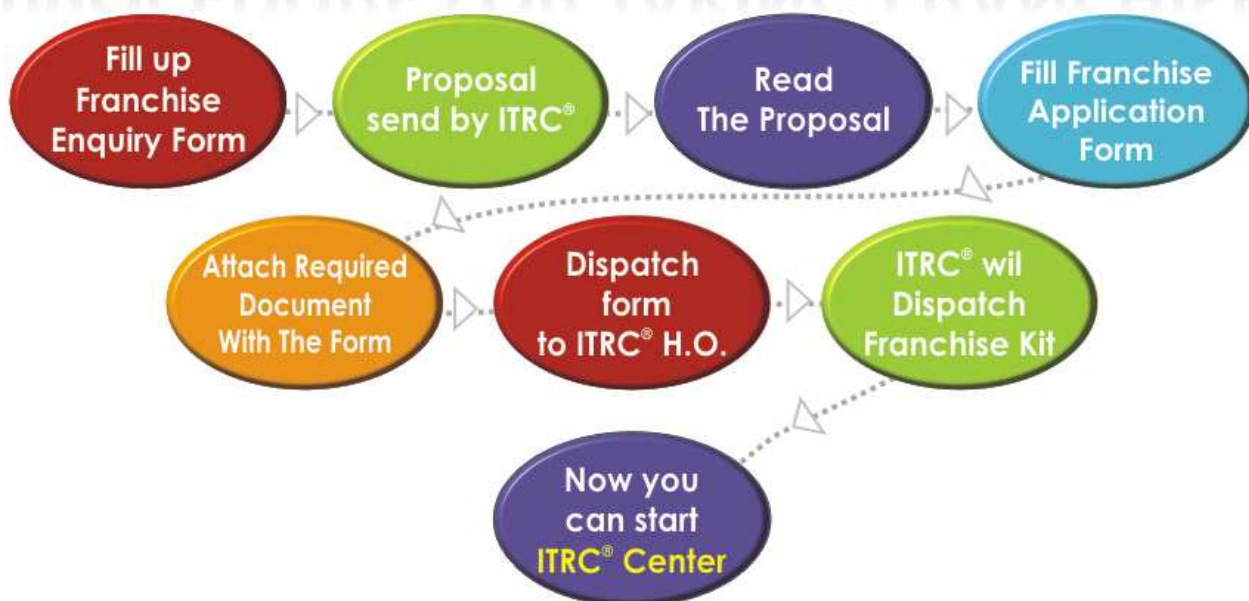 Fill up
Franchise
Enquiry Form
Proposal
send by ITRC®
Read
The Proposal
Fill Franchise
Application
Form
Attach Required
Document
With The Form
Dispatch
form
to ITRC® H.O.
ITRC® wil
Dispatch
Franchise Kit
Now you
can start
ITRC® Center